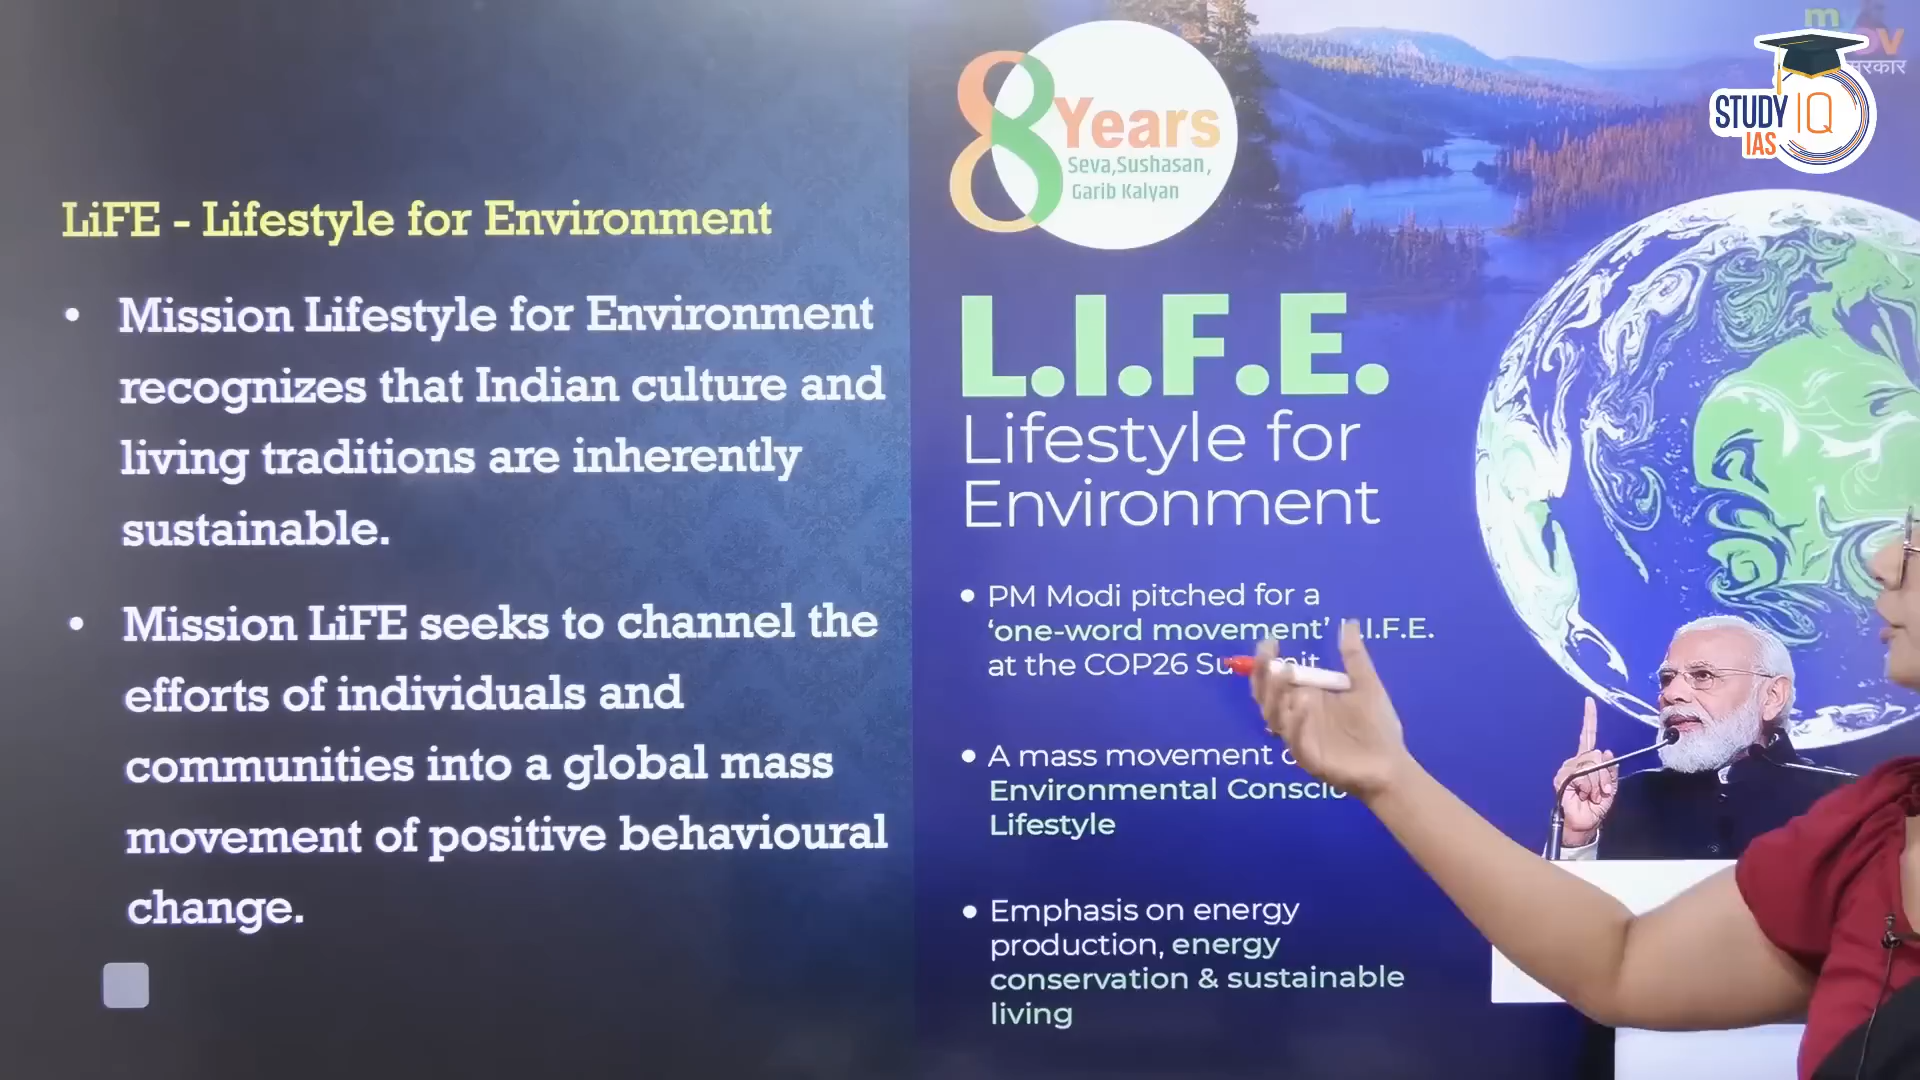 LiFE - Lifestyle for Environment
• Mission Lifestyle for Environment
recognizes that Indian culture and
living traditions are inherently
sustainable.
• Mission LiFE seeks to channel the
efforts of individuals and
communities into a global mass
movement of positive behavioural
change.
8 Years
Seva,Sushasan,
Garib Kalyan
L.I.F.E.
Lifestyle for
Environment
• PM Modi pitched for a
‘one-word movement’ L.I.F.E.
at the COP26
• A mass movement
Environmental
Lifestyle
• Emphasis on energy
production, energy
conservation & sustainable
living
my
सरकार
STUDY IQ
IAS